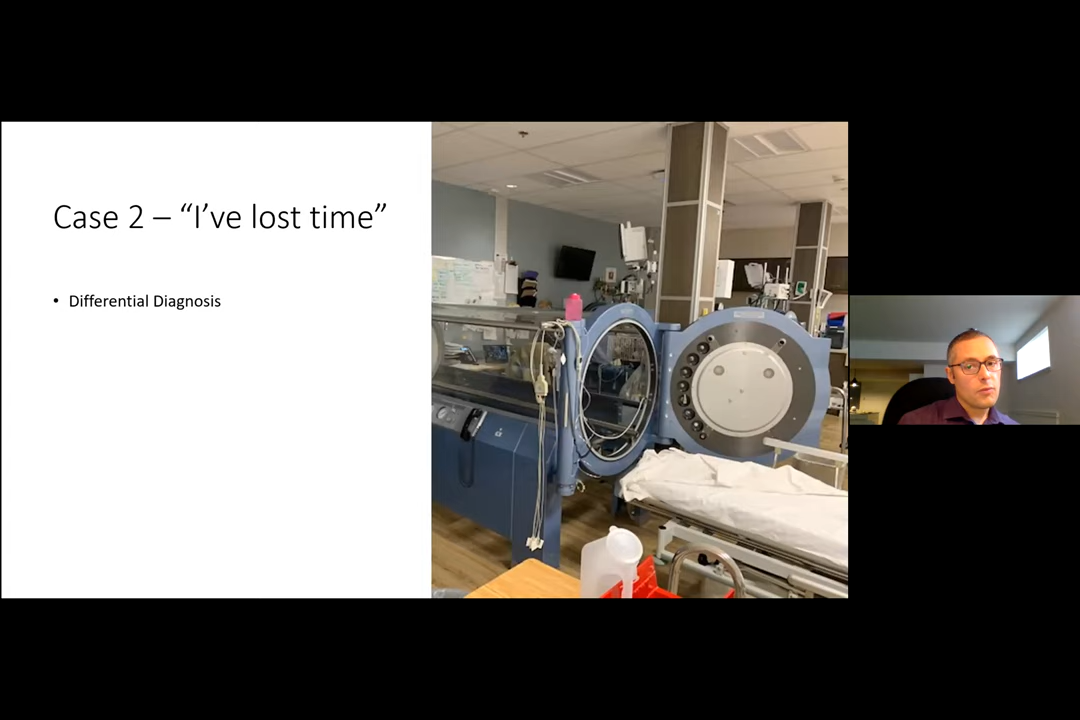 Case 2 – “I’ve lost time”
• Differential Diagnosis